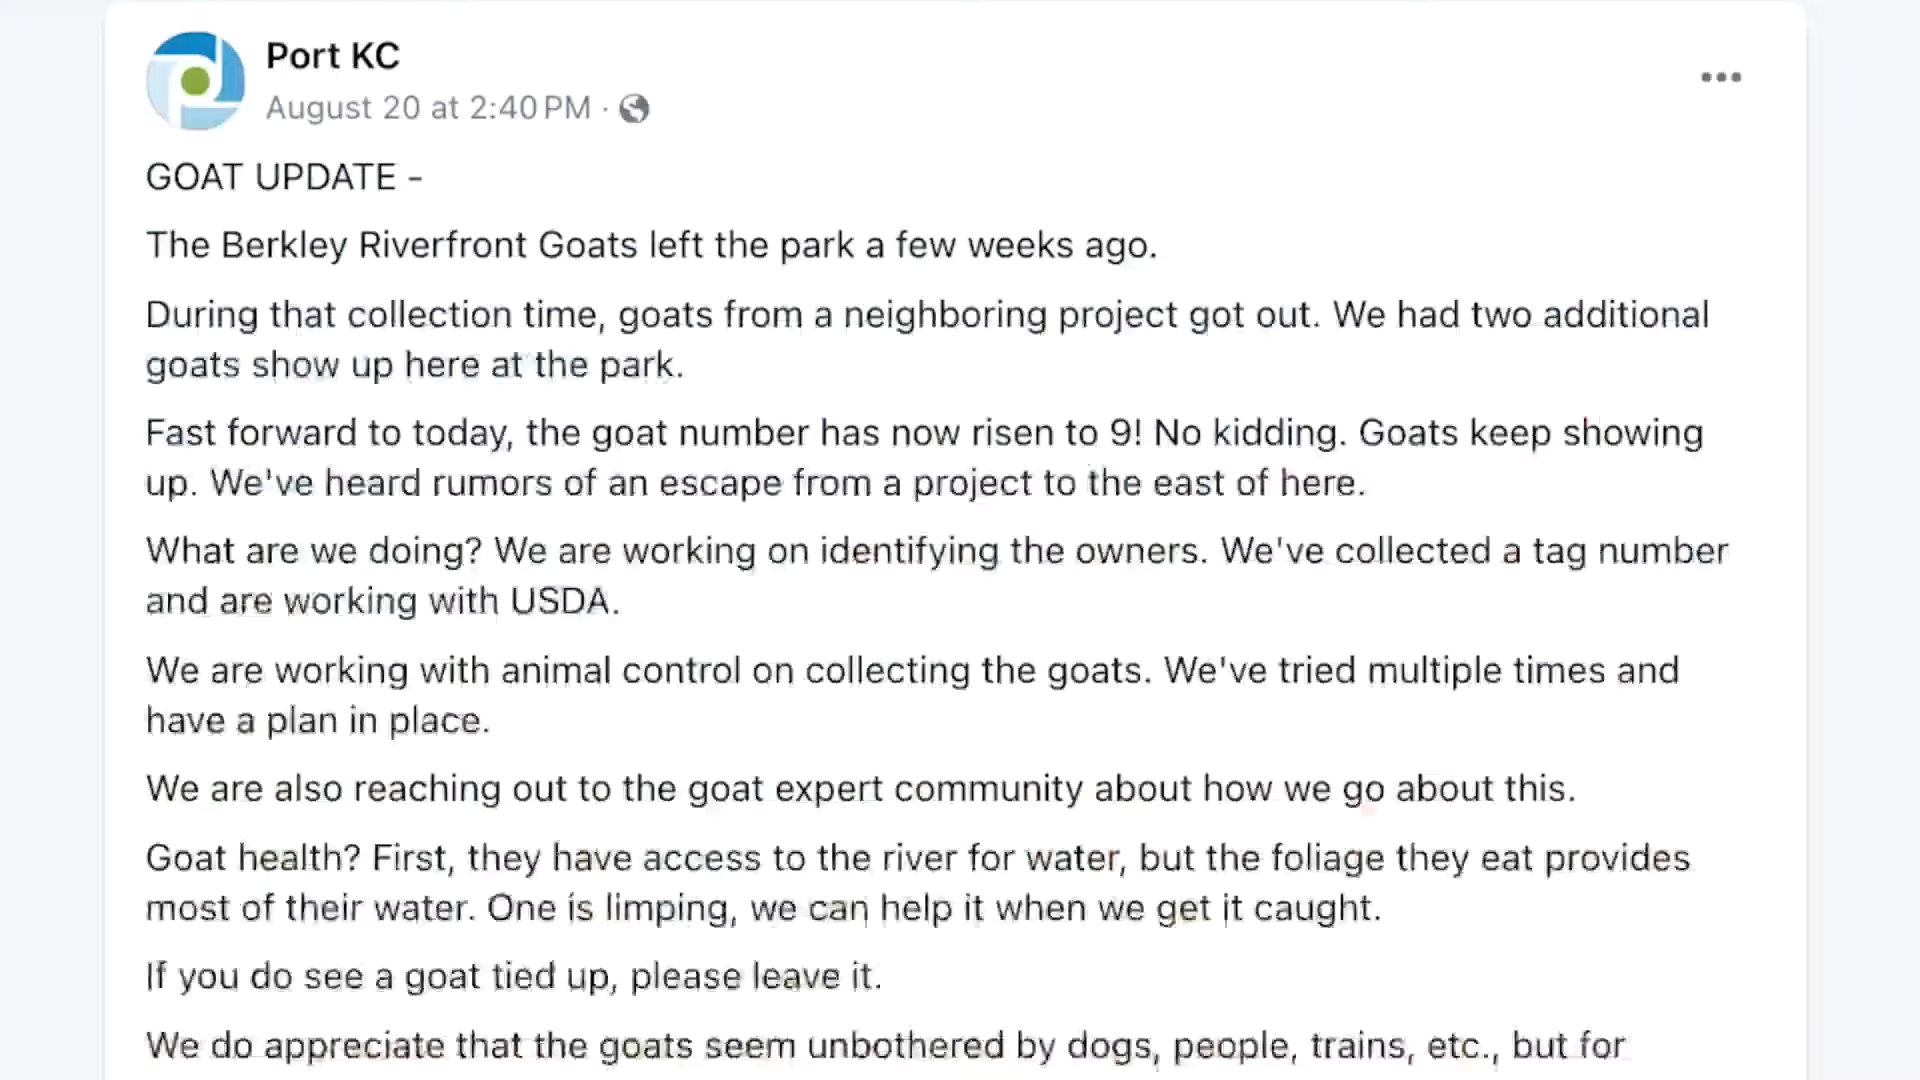 Port KC
August 20 at 2:40 PM ·
GOAT UPDATE -
The Berkley Riverfront Goats left the park a few weeks ago.
During that collection time, goats from a neighboring project got out. We had two additional
goats show up here at the park.
Fast forward to today, the goat number has now risen to 9! No kidding. Goats keep showing
up. We've heard rumors of an escape from a project to the east of here.
What are we doing? We are working on identifying the owners. We've collected a tag number
and are working with USDA.
We are working with animal control on collecting the goats. We've tried multiple times and
have a plan in place.
We are also reaching out to the goat expert community about how we go about this.
Goat health? First, they have access to the river for water, but the foliage they eat provides
most of their water. One is limping, we can help it when we get it caught.
If you do see a goat tied up, please leave it.
We do appreciate that the goats seem unbothered by dogs, people, trains, etc., but for